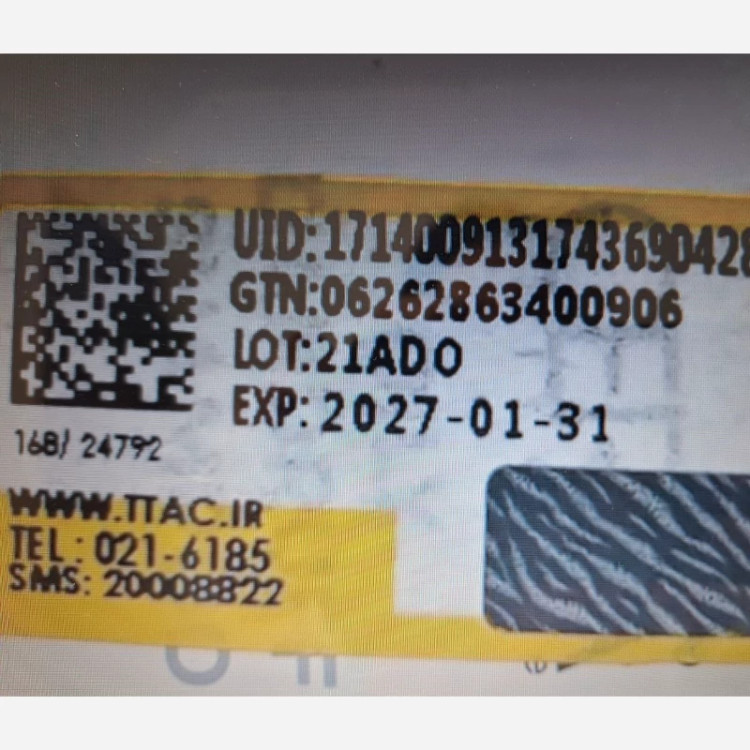 UID:1714009131743690428
GTN:06262863400906
LOT:21ADO
EXP: 2027-01-31
168/ 24792
WWW.TTAC.IR
TEL : 021-6185
SMS: 20008822